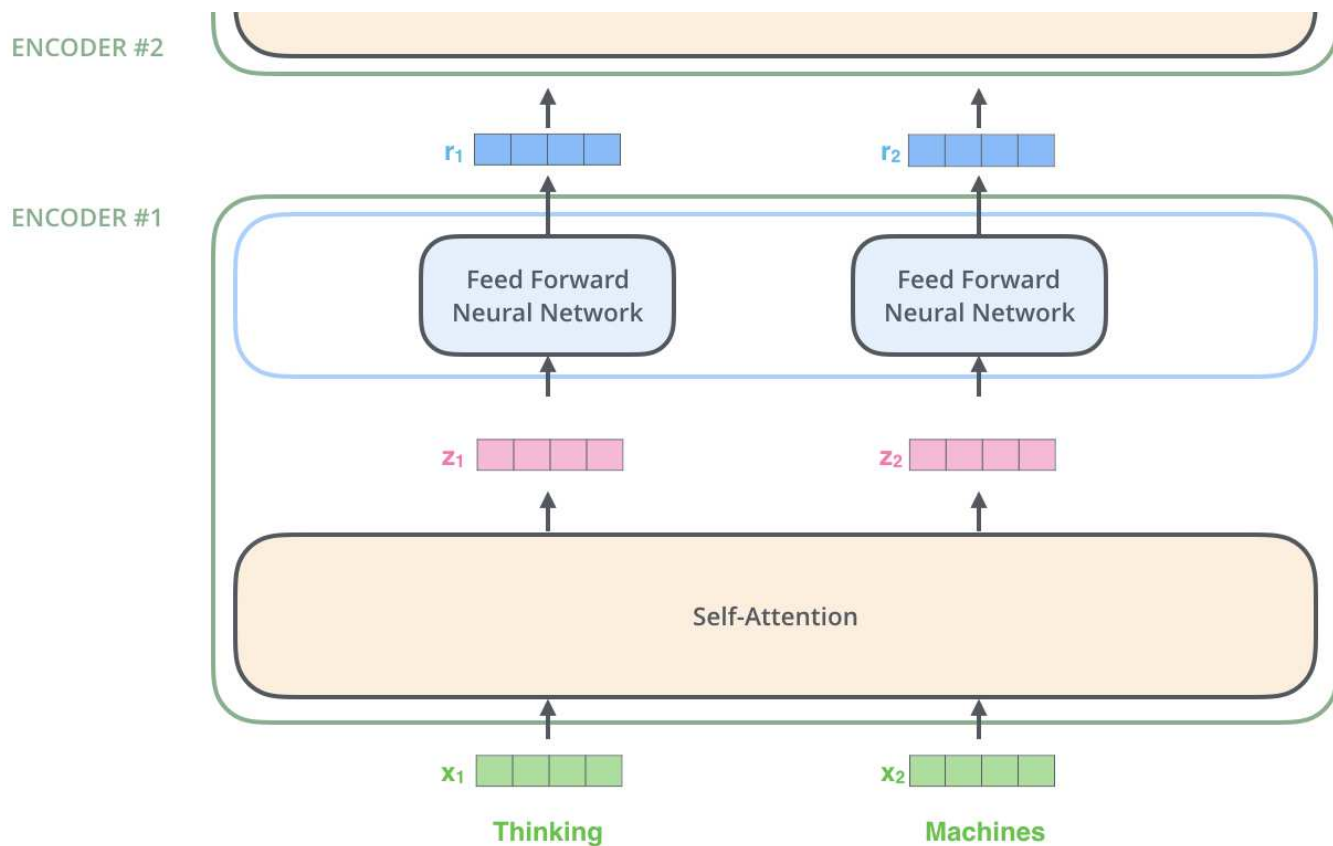 ENCODER #2
r₁
r₂
ENCODER #1
Feed Forward
Neural Network
Feed Forward
Neural Network
z₁
z₂
Self-Attention
x₁
x₂
Thinking
Machines